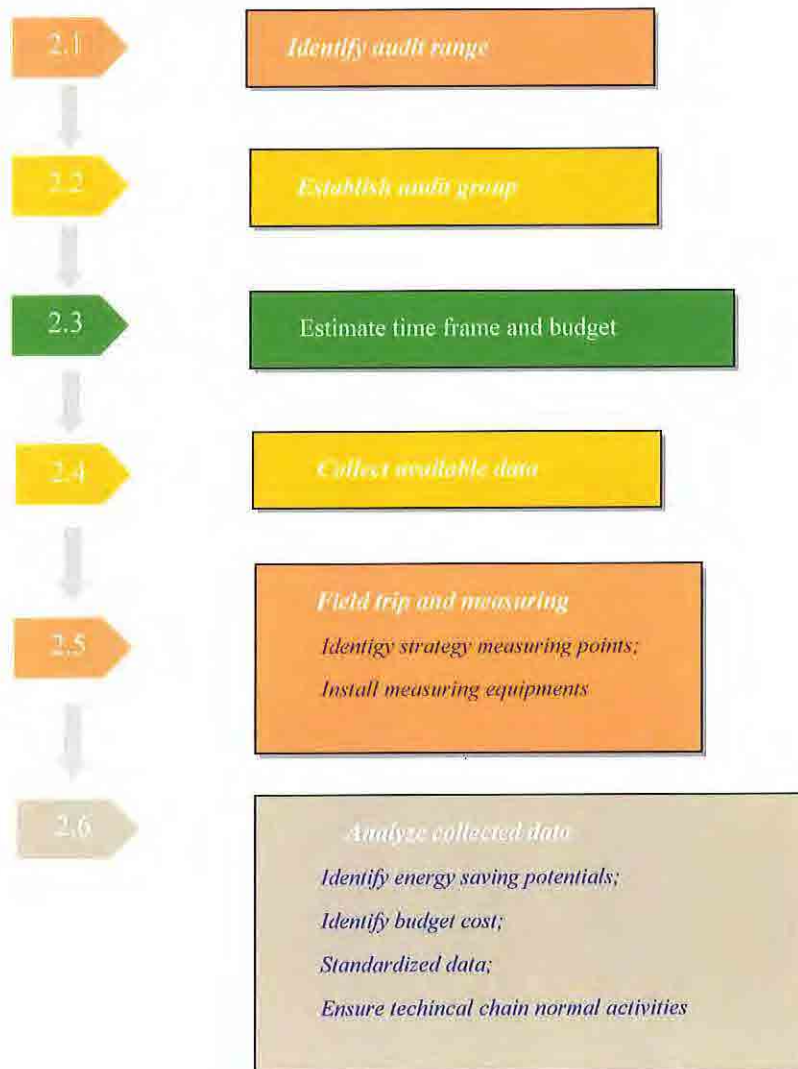 2.1
Identify audit range
2.2
Establish audit group
2.3
Estimate time frame and budget
2.4
Collect available data
2.5
Field trip and measuring
Identigy strategy measuring points;
Install measuring equipments
2.6
Analyze collected data
Identify energy saving potentials;
Identify budget cost;
Standardized data;
Ensure techincal chain normal activities